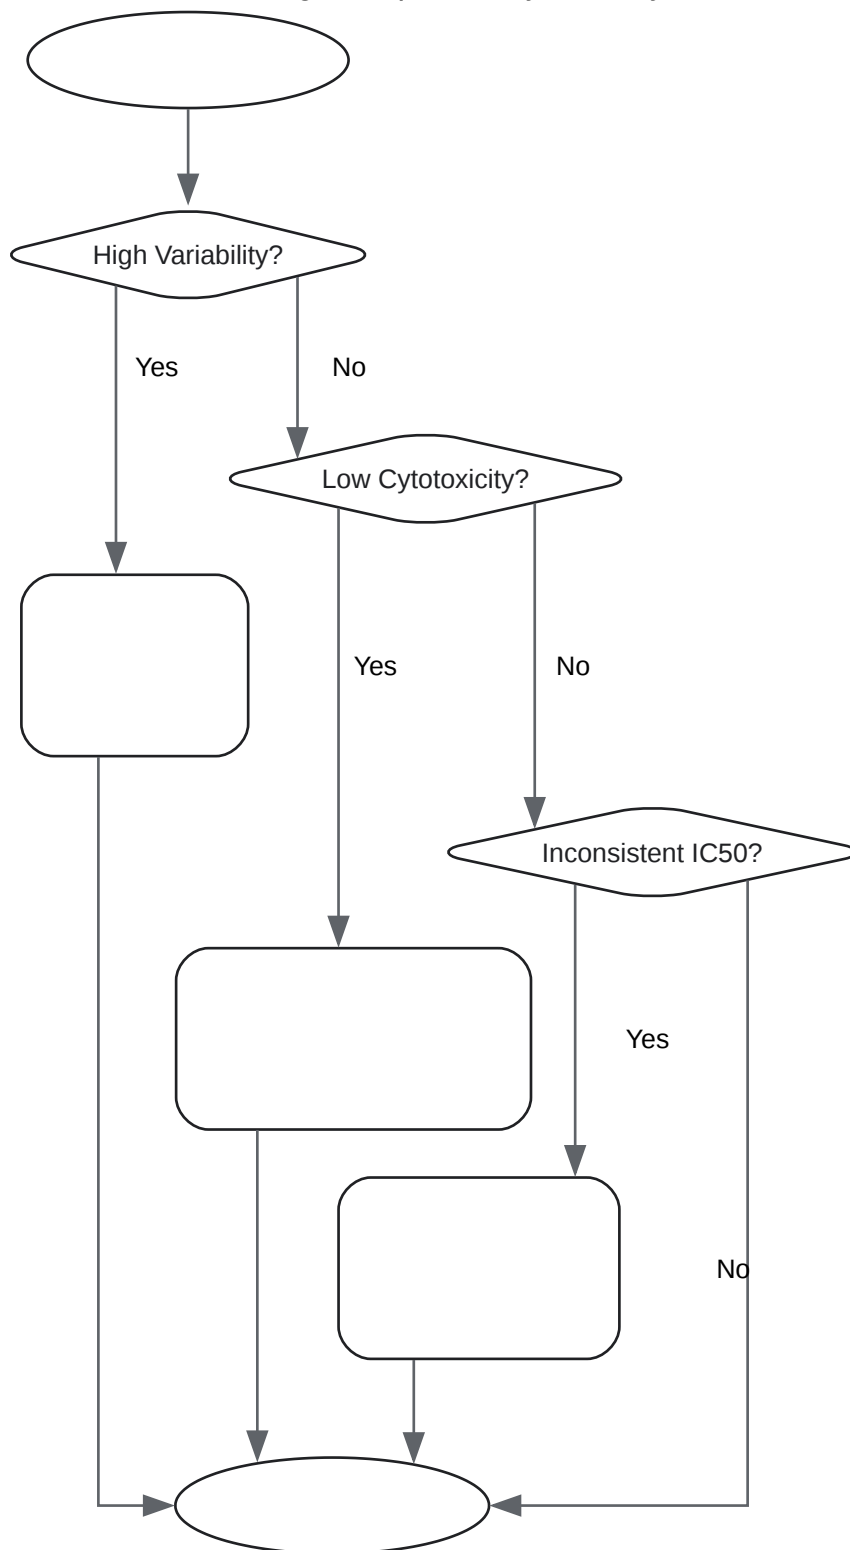 High Variability?
Yes
No
Low Cytotoxicity?
Yes
No
Inconsistent IC50?
Yes
No